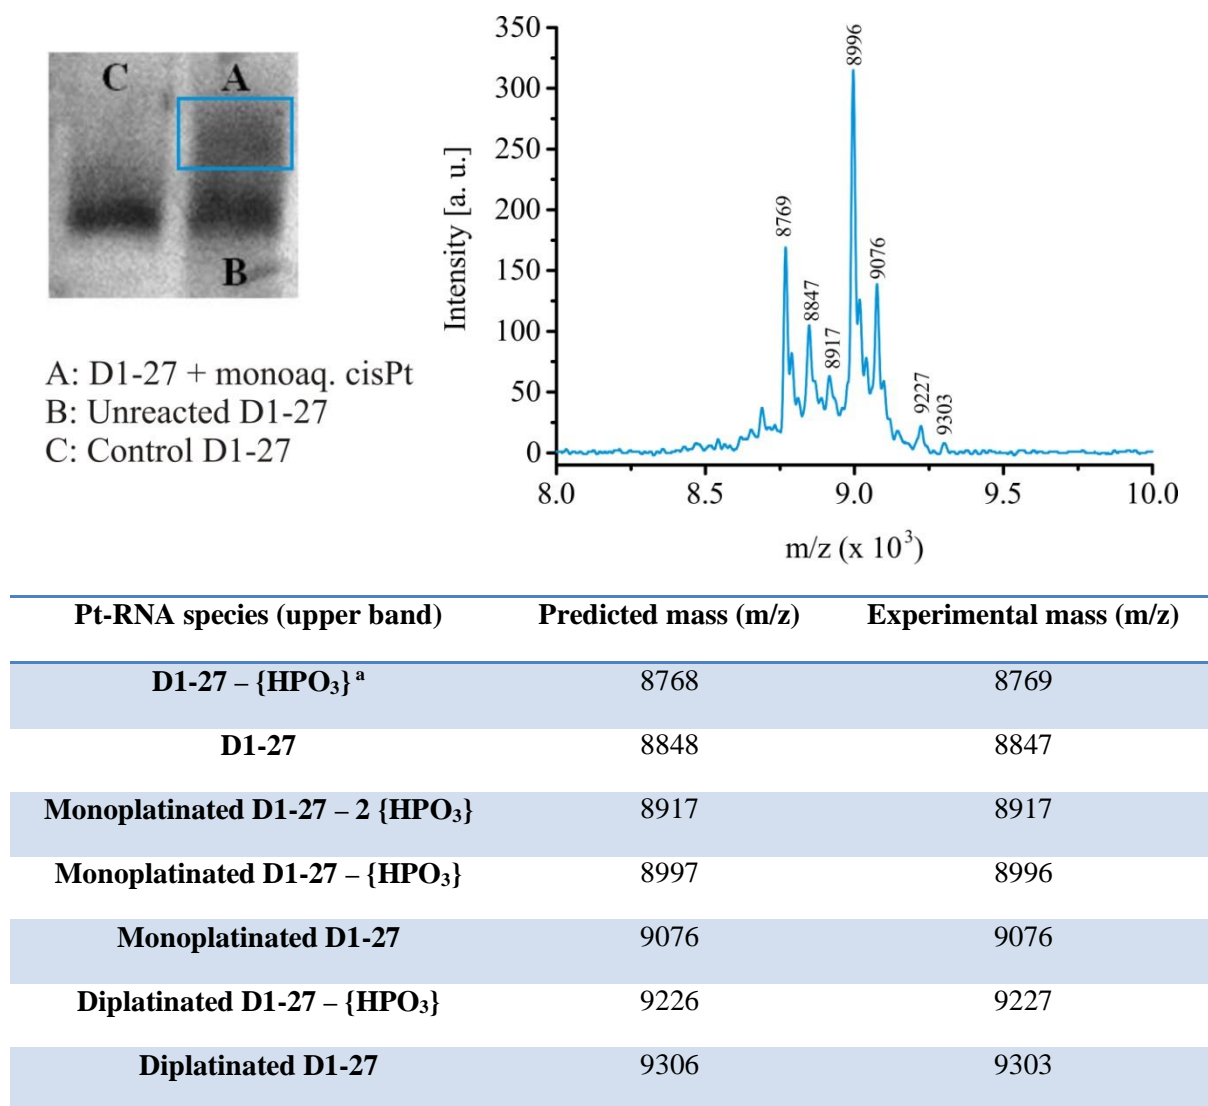 C
A
B
A: D1-27 + monoaq. cisPt
B: Unreacted D1-27
C: Control D1-27
350
300
250
200
150
100
50
0
Intensity [a. u.]
8769
8847
8917
8996
9076
9227
9303
8.0 8.5 9.0 9.5 10.0
m/z (x 10³)
Pt-RNA species (upper band) Predicted mass (m/z) Experimental mass (m/z)
D1-27 – {HPO₃} ᵃ 8768 8769
D1-27 8848 8847
Monoplatinated D1-27 – 2 {HPO₃} 8917 8917
Monoplatinated D1-27 – {HPO₃} 8997 8996
Monoplatinated D1-27 9076 9076
Diplatinated D1-27 – {HPO₃} 9226 9227
Diplatinated D1-27 9306 9303